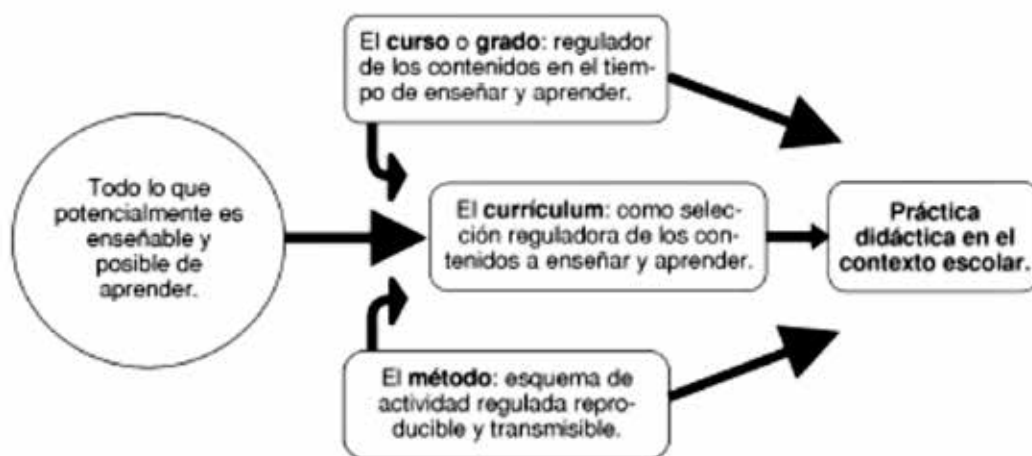 El curso o grado: regulador
de los contenidos en el tiem-
po de enseñar y aprender.
Todo lo que
potencialmente es
enseñable y
posible de
aprender.
El currículum: como selec-
ción reguladora de los con-
tenidos a enseñar y aprender.
Práctica
didáctica en el
contexto escolar.
El método: esquema de
actividad regulada repro-
ducible y transmisible.